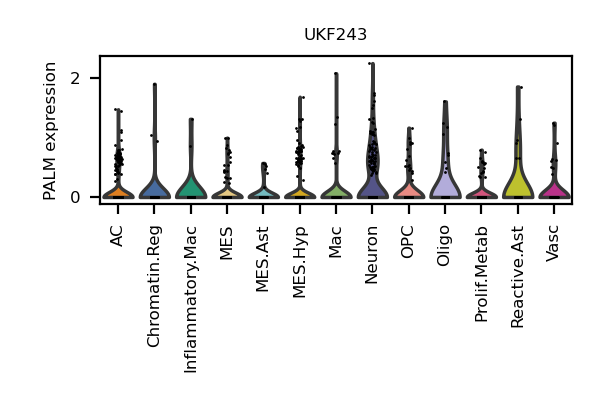 UKF243
PALM expression
2
0
AC
Chromatin.Reg
Inflammatory.Mac
MES
MES.Ast
MES.Hyp
Mac
Neuron
OPC
Oligo
Prolif.Metab
Reactive.Ast
Vasc